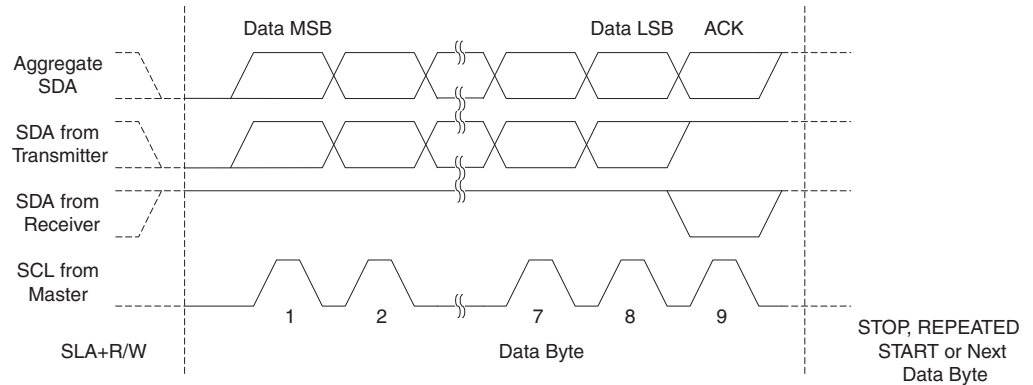 Data MSB
Data LSB
ACK
Aggregate
SDA
SDA from
Transmitter
SDA from
Receiver
SCL from
Master
1
2
7
8
9
SLA+R/W
Data Byte
STOP, REPEATED
START or Next
Data Byte